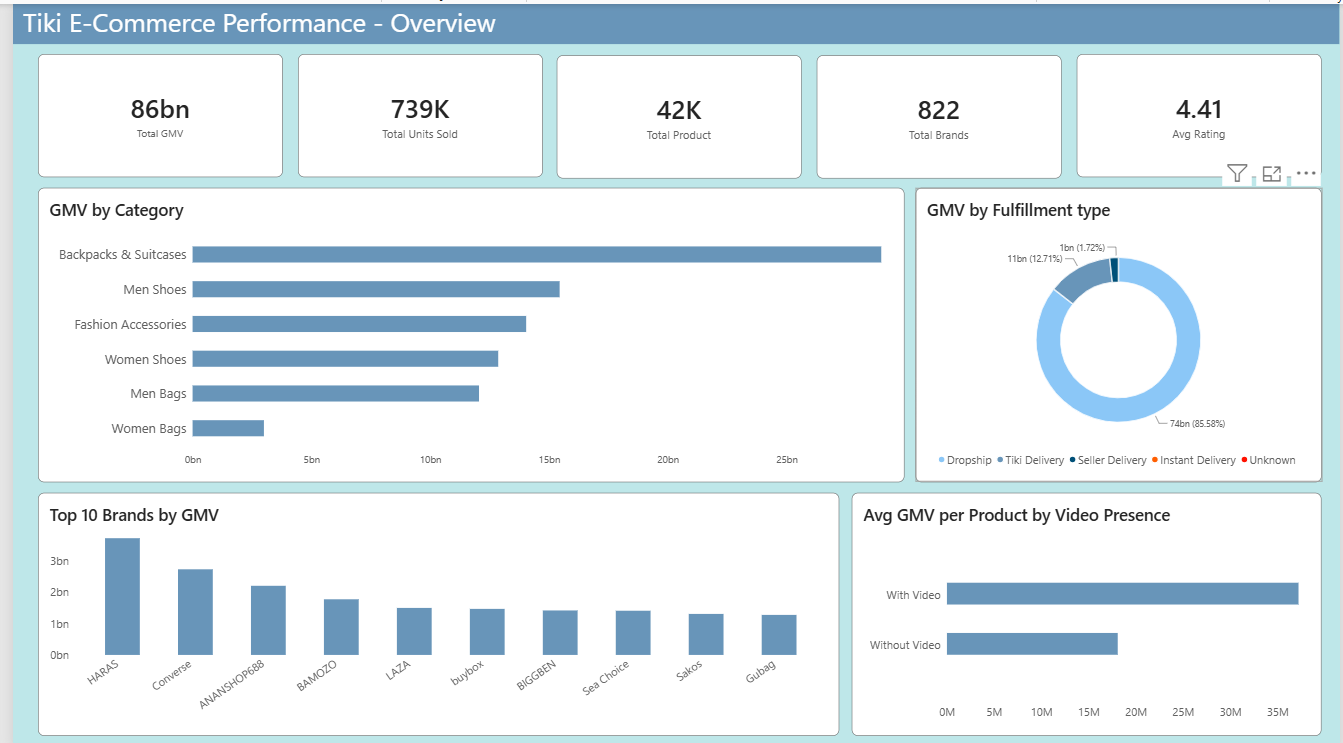 Tiki E-Commerce Performance - Overview
86bn
Total GMV
739K
Total Units Sold
42K
Total Product
822
Total Brands
4.41
Avg Rating
GMV by Category
Backpacks & Suitcases
Men Shoes
Fashion Accessories
Women Shoes
Men Bags
Women Bags
0bn 5bn 10bn 15bn 20bn 25bn
GMV by Fulfillment type
1bn (1.72%)
11bn (12.71%)
74bn (85.58%)
Dropship Tiki Delivery Seller Delivery Instant Delivery Unknown
Top 10 Brands by GMV
3bn
2bn
1bn
0bn
HARAS Converse ANANSHOP688 BAMOZO LAZA buybox BIGGBEN Sea Choice Sakos Gubag
Avg GMV per Product by Video Presence
With Video
Without Video
0M 5M 10M 15M 20M 25M 30M 35M